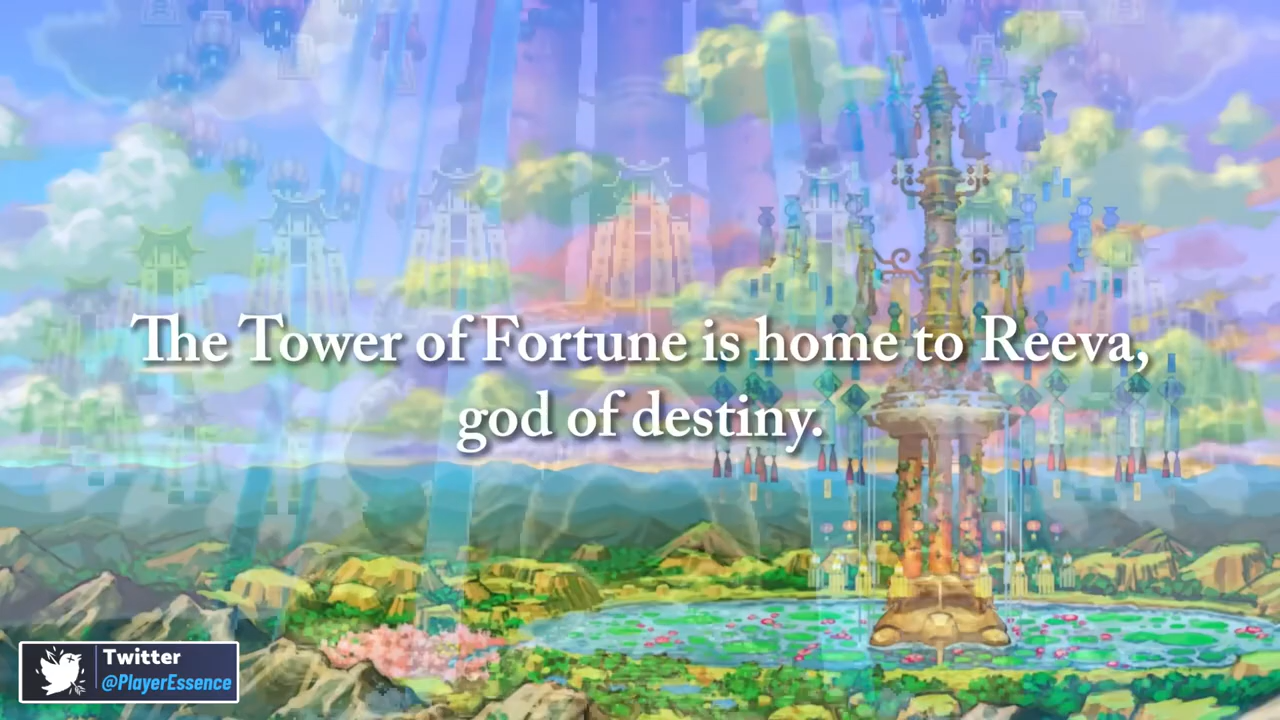 The Tower of Fortune is home to Reeva,
god of destiny.
Twitter
@PlayerEssence